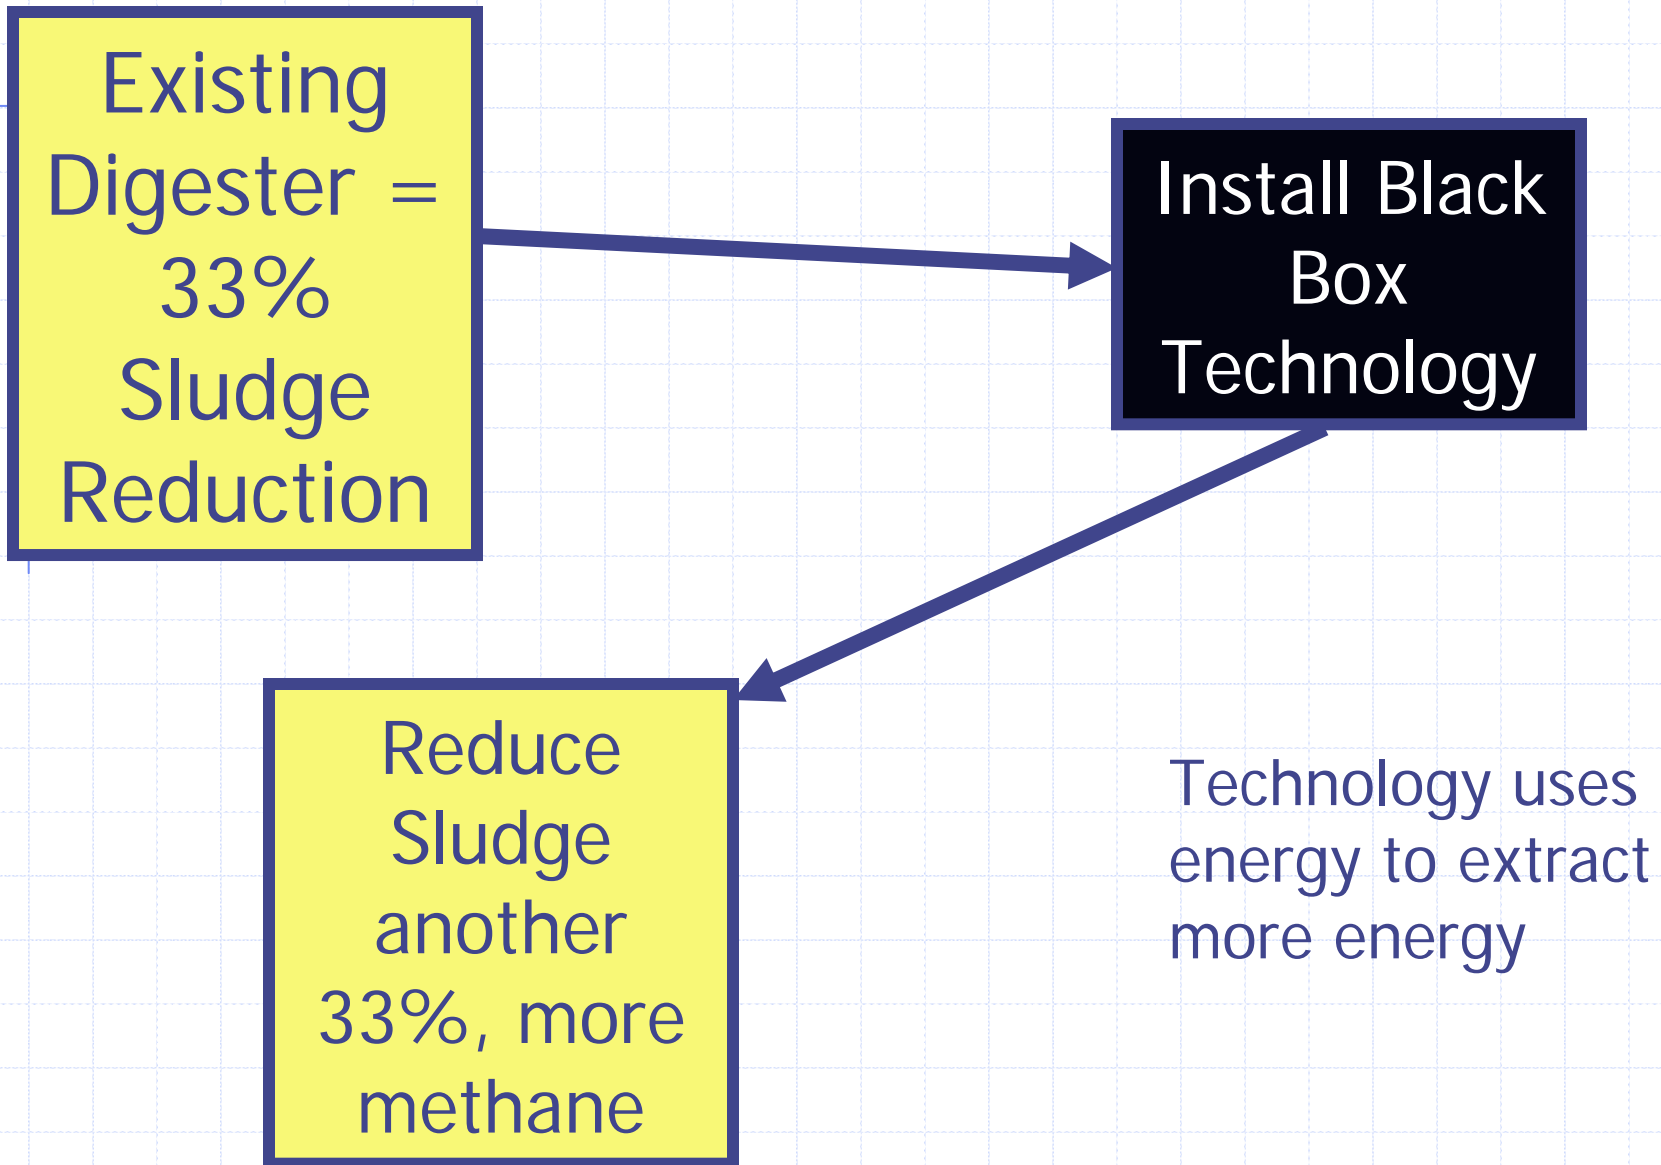 Existing
Digester =
33%
Sludge
Reduction
Install Black
Box
Technology
Reduce
Sludge
another
33%, more
methane
Technology uses
energy to extract
more energy